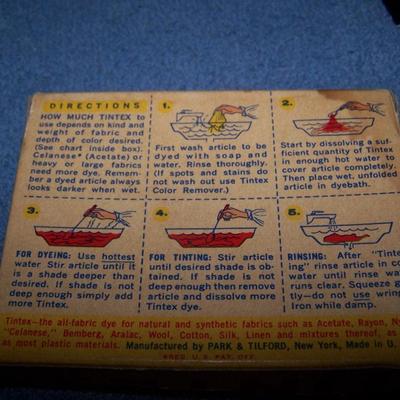 DIRECTIONS
HOW MUCH TINTEX to
use depends on kind and
weight of fabric and
depth of color desired.
(See chart inside box)
Celanese* (Acetate) or
heavy or large fabrics
need more dye. Remem-
ber a dyed article always
looks darker when wet.
1.
First wash article to be
dyed with soap and
water. Rinse thoroughly.
(If spots and stains do
not wash out use Tintex
Color Remover.)
2.
Start by dissolving a suf-
ficient quantity of Tintex
in enough hot water to
cover article completely.
Then place wet, unfolded
article in dyebath.
3.
FOR DYEING: Use hottest
water Stir article until it
is a shade deeper than
desired. If shade is not
deep enough simply add
more Tintex.
4.
FOR TINTING: Stir article
until desired shade is ob-
tained. If shade is not
deep enough then remove
article and dissolve more
Tintex dye.
5.
RINSING: After "Tint-
ing" rinse article in co
water until rinse wat
runs clear. Squeeze g
ly—do not use wring
Iron while damp.
Tintex—the all-fabric dye for natural and synthetic fabrics such as Acetate, Rayon, Ny
"Celanese," Bemberg, Aralac, Wool, Cotton, Silk, Linen and mixtures thereof, as
as most plastic materials. Manufactured by PARK & TILFORD, New York, Made in U.
*REG. U.S. PAT. OFF.